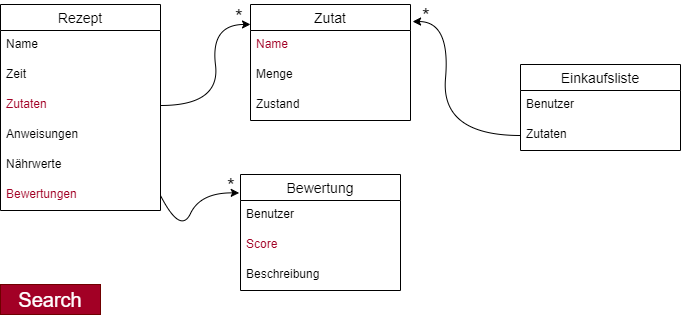 Rezept
Name
Zeit
Zutaten
Anweisungen
Nährwerte
Bewertungen
*
Zutat
Name
Menge
Zustand
*
Einkaufsliste
Benutzer
Zutaten
*
Bewertung
Benutzer
Score
Beschreibung
Search